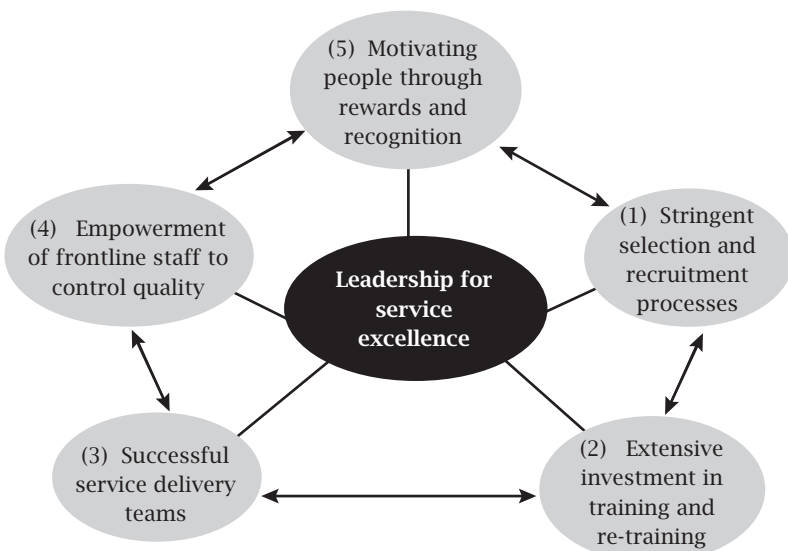 (5) Motivating
people through
rewards and
recognition
(4) Empowerment
of frontline staff to
control quality
(1) Stringent
selection and
recruitment
processes
Leadership for
service
excellence
(3) Successful
service delivery
teams
(2) Extensive
investment in
training and
re-training